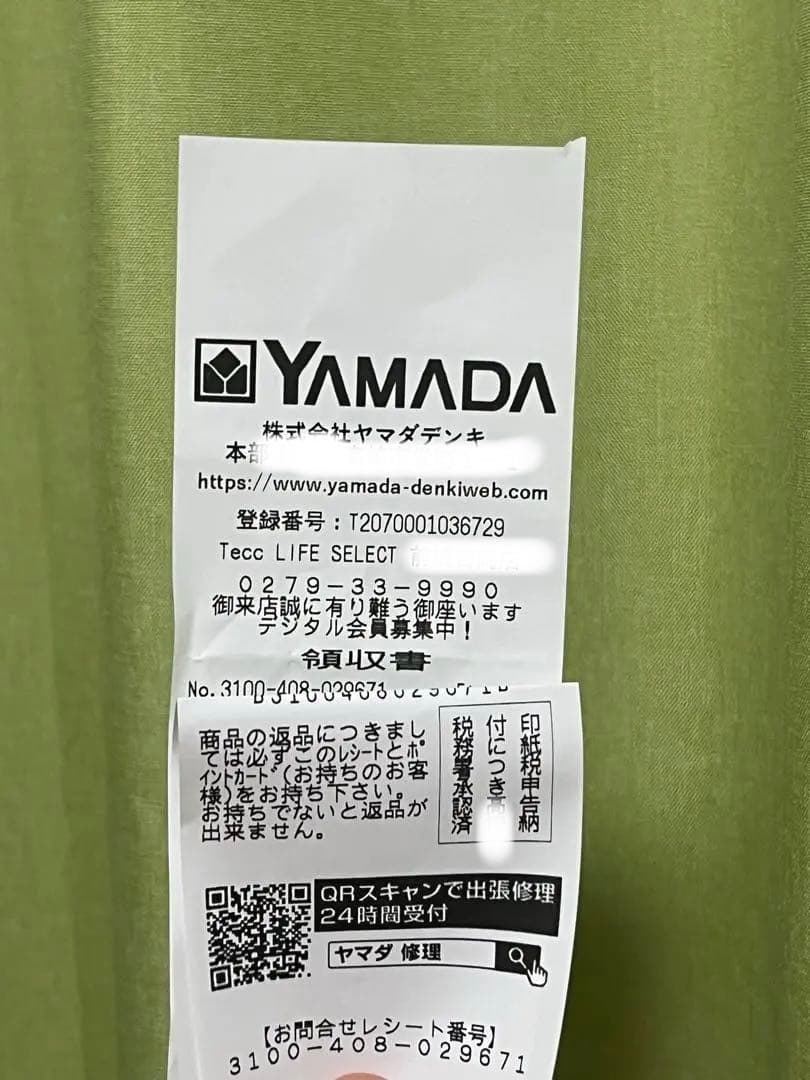 YAMADA
株式会社ヤマダデンキ
本部
https://www.yamada-denkiweb.com
登録番号:T2070001036729
Tecc LIFE SELECT
0279-33-9990
御来店誠に有り難う御座います
デジタル会員募集中!
領収書
No.3100-408-029671
商品の返品につきまし
ては必ずこのレシートとポ
イントカード(お持ちのお客
様)をお持ち下さい。
お持ちでないと返品が
出来ません。
印紙税申告納
付につき
税務署承認済
QRスキャンで出張修理
24時間受付
ヤマダ 修理
【お問合せレシート番号】
3100-408-029671